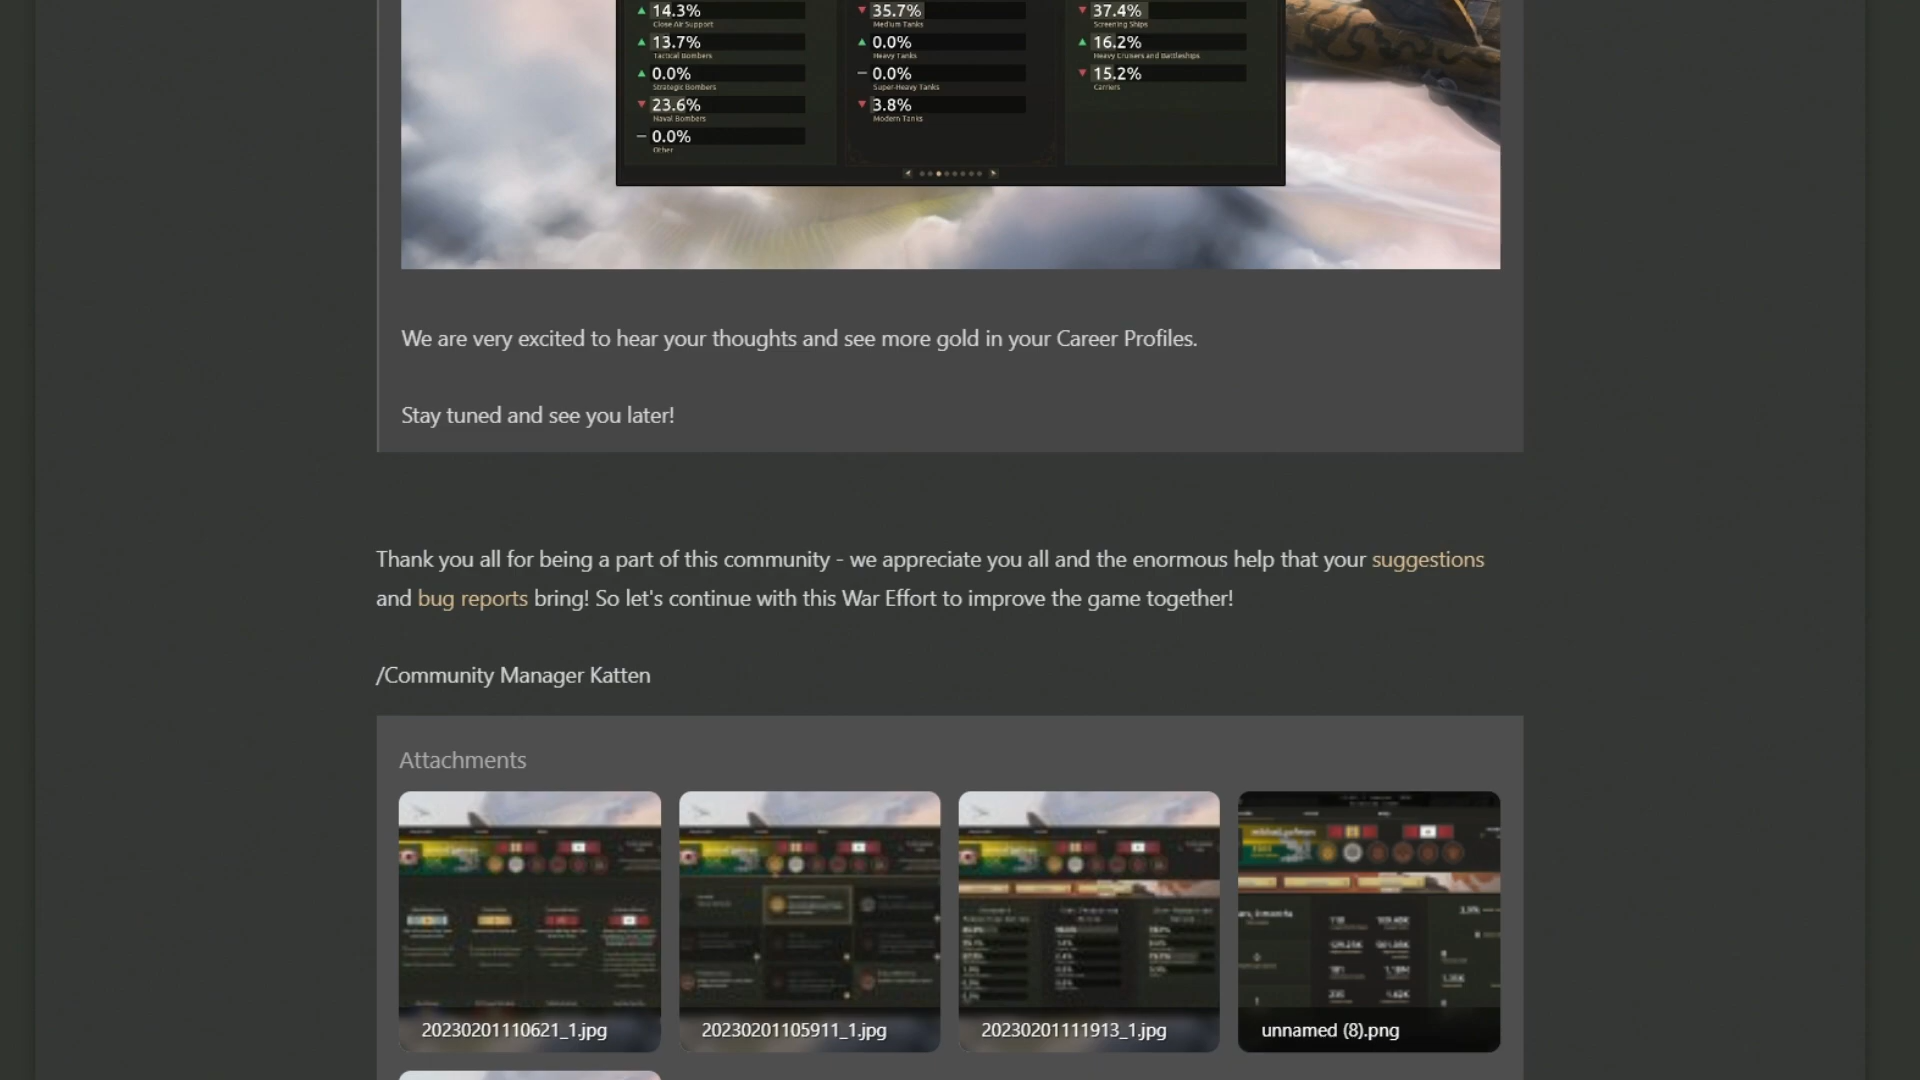 14.3%
Close Air Support
13.7%
Tactical Bombers
0.0%
Strategic Bombers
23.6%
Naval Bombers
0.0%
Other
35.7%
Medium Tanks
0.0%
Heavy Tanks
0.0%
Super-Heavy Tanks
3.8%
Modern Tanks
37.4%
Screening Ships
16.2%
Heavy Cruisers and Battleships
15.2%
Carriers
We are very excited to hear your thoughts and see more gold in your Career Profiles.
Stay tuned and see you later!
Thank you all for being a part of this community - we appreciate you all and the enormous help that your suggestions
and bug reports bring! So let's continue with this War Effort to improve the game together!
/Community Manager Katten
Attachments
20230201110621_1.jpg
20230201105911_1.jpg
20230201111913_1.jpg
unnamed (8).png